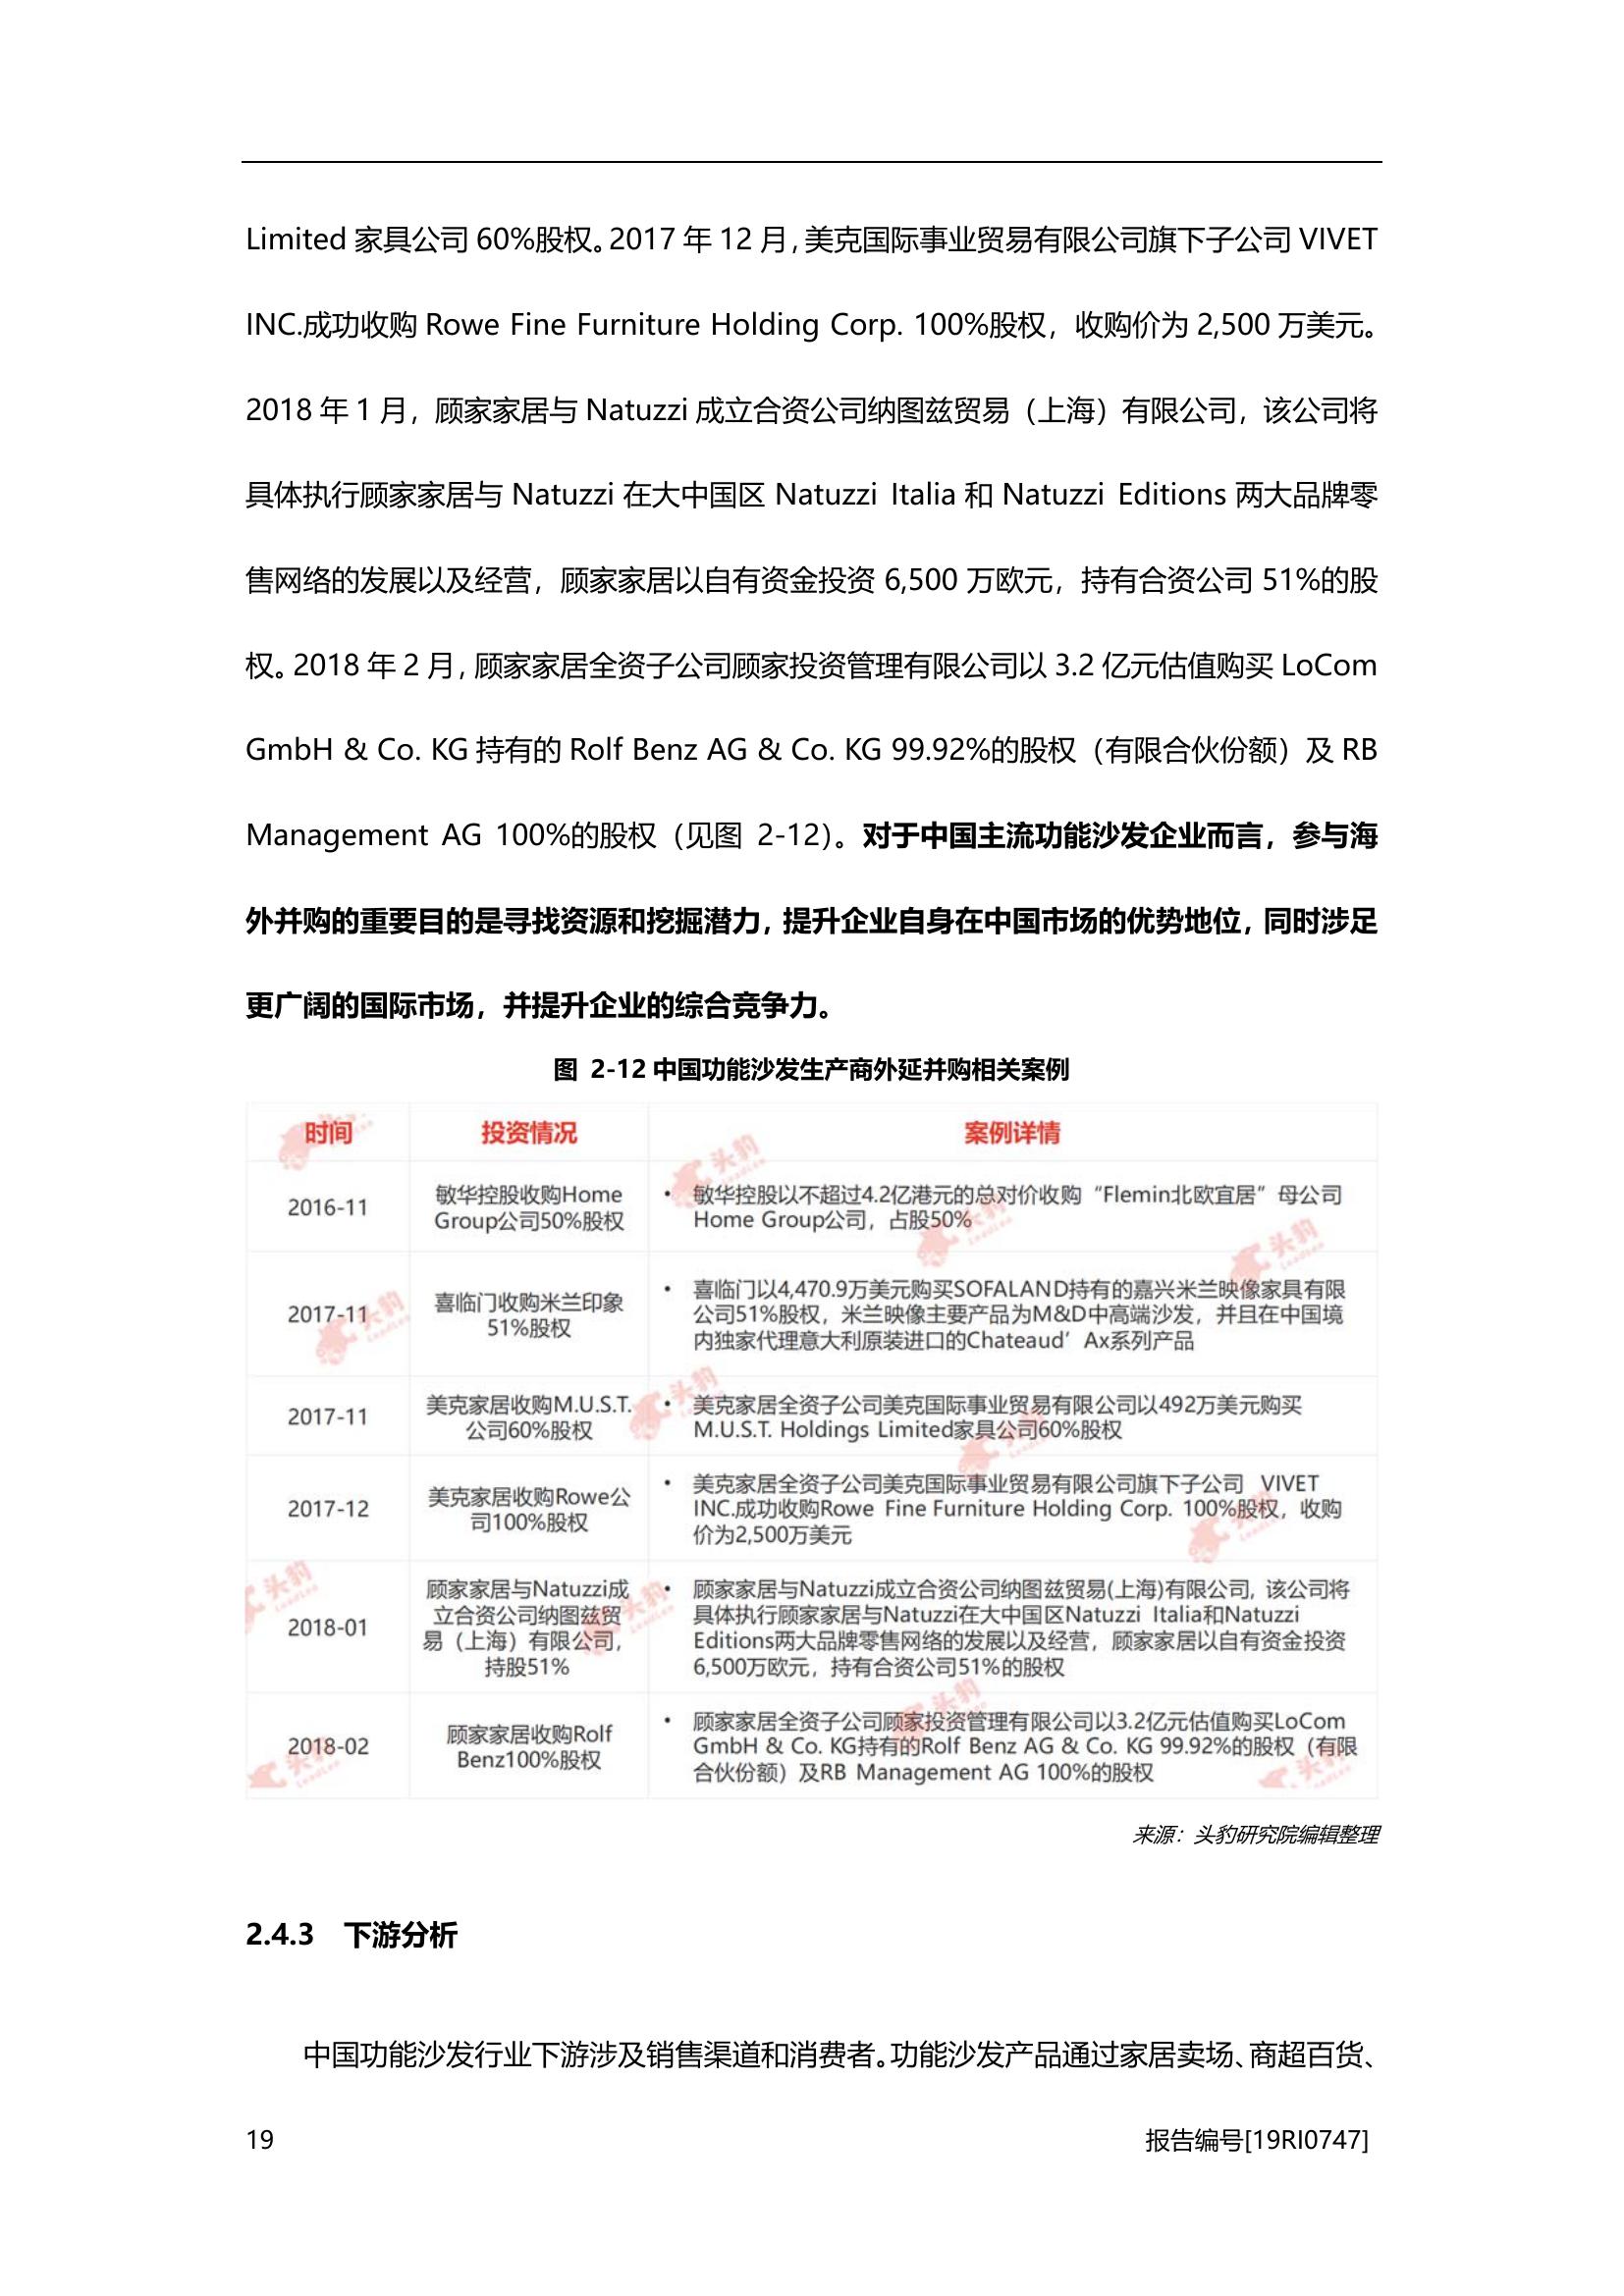 Limited 家具公司 60%股权。2017 年 12 月，美克国际事业贸易有限公司旗下子公司 VIVET
INC.成功收购 Rowe Fine Furniture Holding Corp. 100%股权，收购价为 2,500 万美元。
2018 年 1 月，顾家家居与 Natuzzi 成立合资公司纳图兹贸易（上海）有限公司，该公司将
具体执行顾家家居与 Natuzzi 在大中国区 Natuzzi Italia 和 Natuzzi Editions 两大品牌零
售网络的发展以及经营，顾家家居以自有资金投资 6,500 万欧元，持有合资公司 51%的股
权。2018 年 2 月，顾家家居全资子公司顾家投资管理有限公司以 3.2 亿元估值购买 LoCom
GmbH & Co. KG 持有的 Rolf Benz AG & Co. KG 99.92%的股权（有限合伙份额）及 RB
Management AG 100%的股权（见图 2-12）。对于中国主流功能沙发企业而言，参与海
外并购的重要目的是寻找资源和挖掘潜力，提升企业自身在中国市场的优势地位，同时涉足
更广阔的国际市场，并提升企业的综合竞争力。
图 2-12 中国功能沙发生产商外延并购相关案例
时间 投资情况 案例详情
2016-11
敏华控股收购Home
Group公司50%股权
• 敏华控股以不超过4.2亿港元的总对价收购“Flemin北欧宜居”母公司
Home Group公司，占股50%
2017-11
喜临门收购米兰印象
51%股权
• 喜临门以4,470.9万美元购买SOFALAND持有的嘉兴米兰映像家具有限
公司51%股权，米兰映像主要产品为M&D中高端沙发，并且在中国境
内独家代理意大利原装进口的Chateaud’Ax系列产品
2017-11
美克家居收购M.U.S.T.
公司60%股权
• 美克家居全资子公司美克国际事业贸易有限公司以492万美元购买
M.U.S.T. Holdings Limited家具公司60%股权
2017-12
美克家居收购Rowe公
司100%股权
• 美克家居全资子公司美克国际事业贸易有限公司旗下子公司 VIVET
INC.成功收购Rowe Fine Furniture Holding Corp. 100%股权，收购
价为2,500万美元
2018-01
顾家家居与Natuzzi成
立合资公司纳图兹贸
易（上海）有限公司，
持股51%
• 顾家家居与Natuzzi成立合资公司纳图兹贸易(上海)有限公司, 该公司将
具体执行顾家家居与Natuzzi在大中国区Natuzzi Italia和Natuzzi
Editions两大品牌零售网络的发展以及经营，顾家家居以自有资金投资
6,500万欧元，持有合资公司51%的股权
2018-02
顾家家居收购Rolf
Benz100%股权
• 顾家家居全资子公司顾家投资管理有限公司以3.2亿元估值购买LoCom
GmbH & Co. KG持有的Rolf Benz AG & Co. KG 99.92%的股权（有限
合伙份额）及RB Management AG 100%的股权
来源：头豹研究院编辑整理
2.4.3 下游分析
中国功能沙发行业下游涉及销售渠道和消费者。功能沙发产品通过家居卖场、商超百货、
19 报告编号[19RI0747]